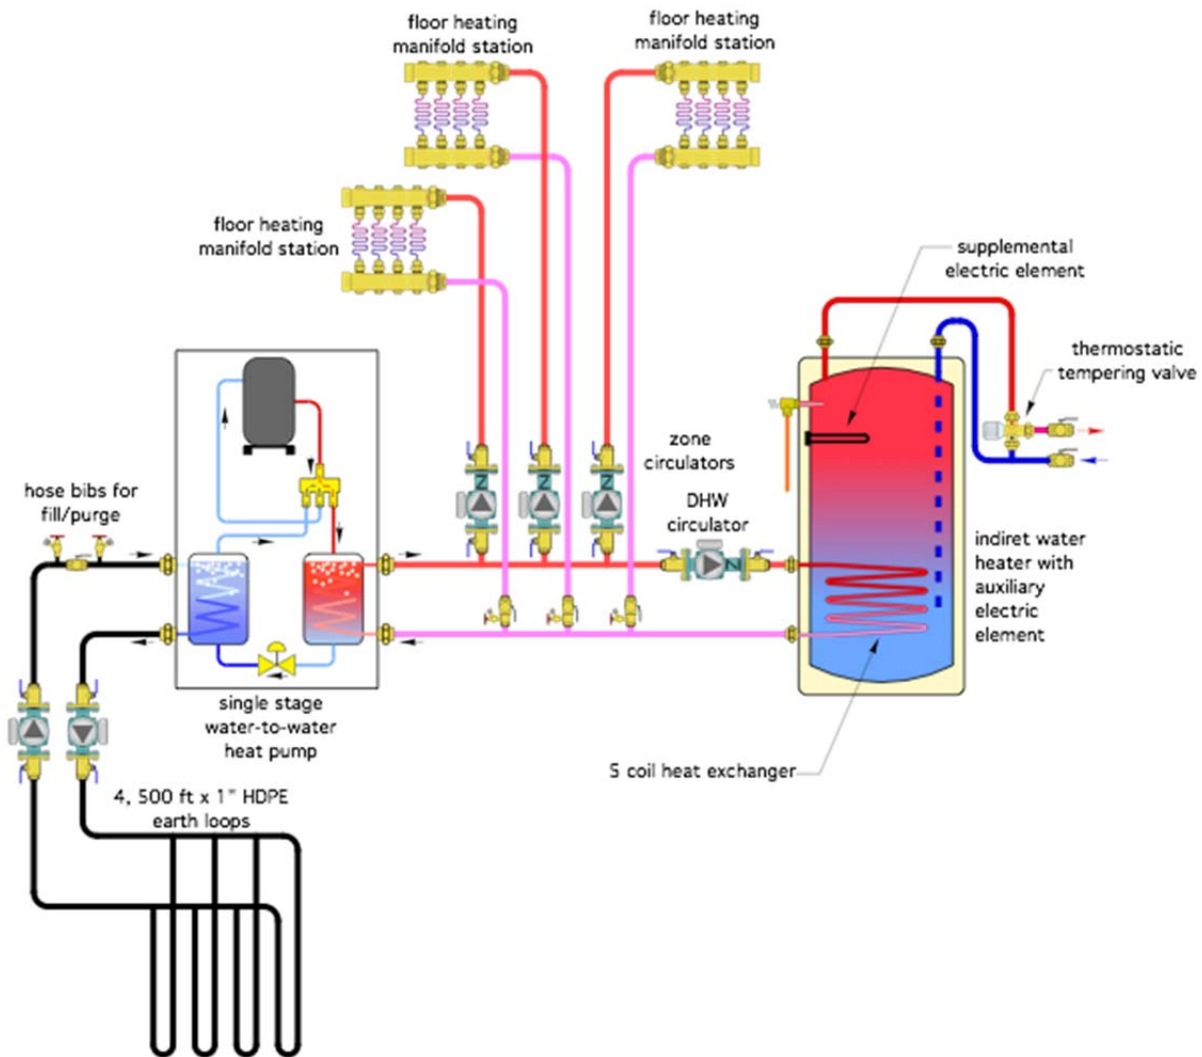 floor heating
manifold station
floor heating
manifold station
floor heating
manifold station
supplemental
electric element
thermostatic
tempering valve
zone
circulators
DHW
circulator
hose bibs for
fill/purge
indiret water
heater with
auxiliary
electric
element
single stage
water-to-water
heat pump
5 coil heat exchanger
4, 500 ft x 1" HDPE
earth loops